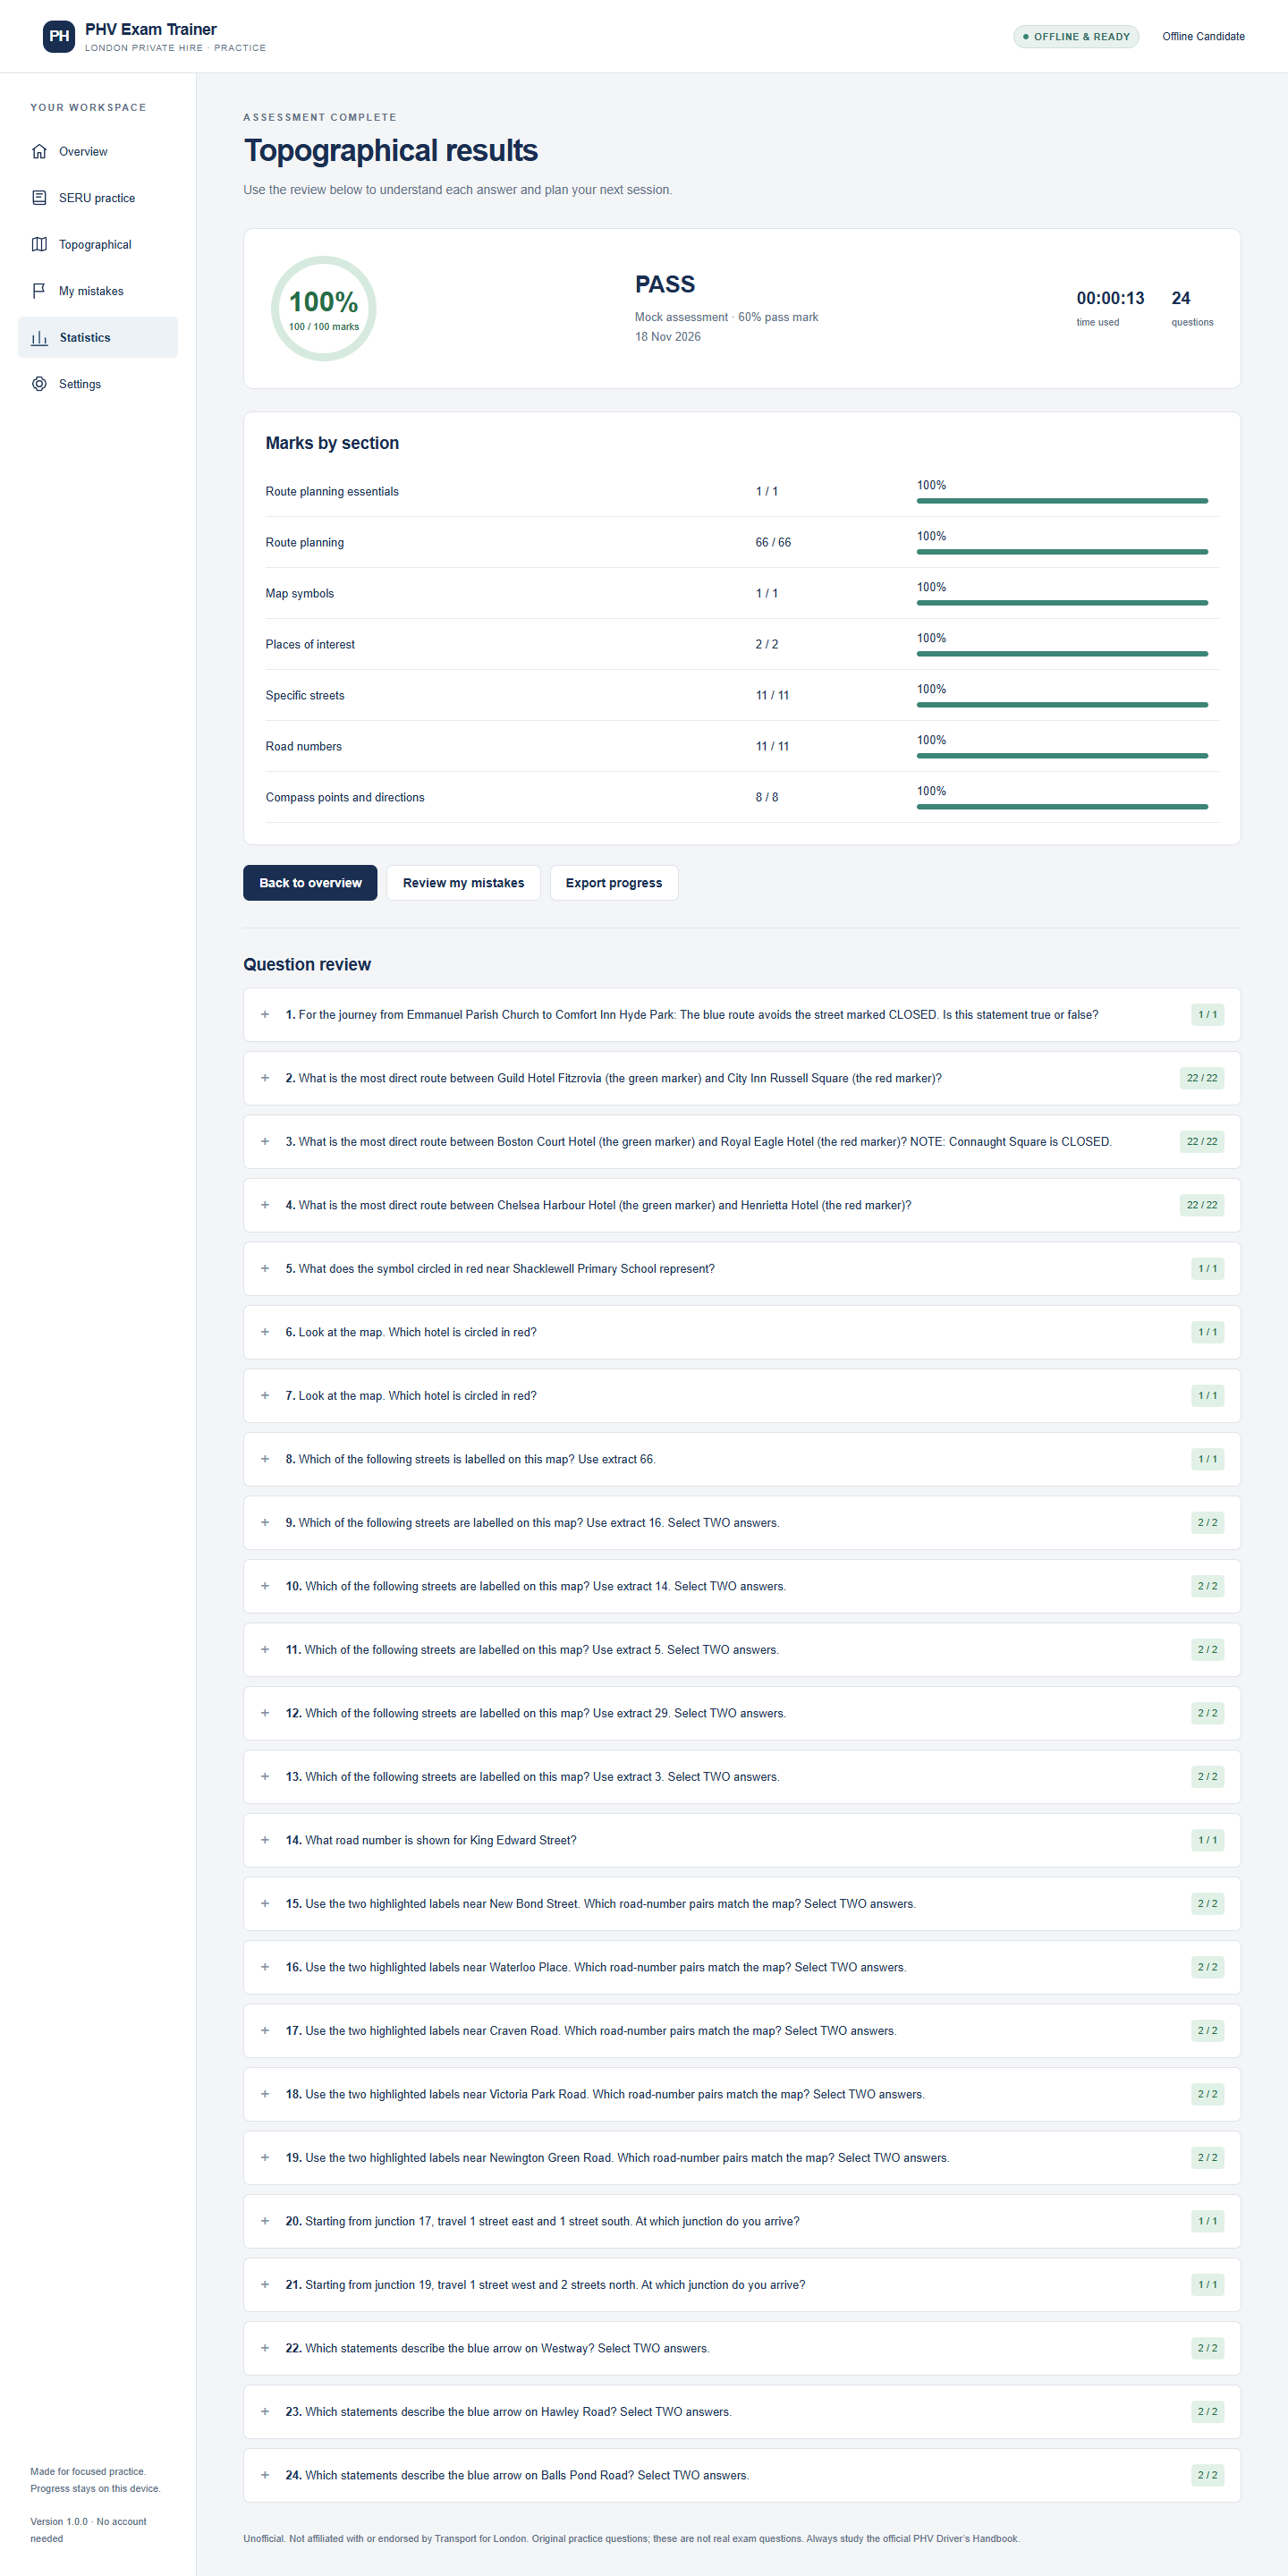 PH
PHV Exam Trainer
LONDON PRIVATE HIRE · PRACTICE
OFFLINE & READY
Offline Candidate
YOUR WORKSPACE
Overview
SERU practice
Topographical
My mistakes
Statistics
Settings
Made for focused practice.
Progress stays on this device.
Version 1.0.0 · No account
needed
ASSESSMENT COMPLETE
Topographical results
Use the review below to understand each answer and plan your next session.
100%
100 / 100 marks
PASS
Mock assessment · 60% pass mark
18 Nov 2026
00:00:13
time used
24
questions
Marks by section
Route planning essentials 1 / 1 100%
Route planning 66 / 66 100%
Map symbols 1 / 1 100%
Places of interest 2 / 2 100%
Specific streets 11 / 11 100%
Road numbers 11 / 11 100%
Compass points and directions 8 / 8 100%
Back to overview Review my mistakes Export progress
Question review
+ 1. For the journey from Emmanuel Parish Church to Comfort Inn Hyde Park: The blue route avoids the street marked CLOSED. Is this statement true or false? 1 / 1
+ 2. What is the most direct route between Guild Hotel Fitzrovia (the green marker) and City Inn Russell Square (the red marker)? 22 / 22
+ 3. What is the most direct route between Boston Court Hotel (the green marker) and Royal Eagle Hotel (the red marker)? NOTE: Connaught Square is CLOSED. 22 / 22
+ 4. What is the most direct route between Chelsea Harbour Hotel (the green marker) and Henrietta Hotel (the red marker)? 22 / 22
+ 5. What does the symbol circled in red near Shacklewell Primary School represent? 1 / 1
+ 6. Look at the map. Which hotel is circled in red? 1 / 1
+ 7. Look at the map. Which hotel is circled in red? 1 / 1
+ 8. Which of the following streets is labelled on this map? Use extract 66. 1 / 1
+ 9. Which of the following streets are labelled on this map? Use extract 16. Select TWO answers. 2 / 2
+ 10. Which of the following streets are labelled on this map? Use extract 14. Select TWO answers. 2 / 2
+ 11. Which of the following streets are labelled on this map? Use extract 5. Select TWO answers. 2 / 2
+ 12. Which of the following streets are labelled on this map? Use extract 29. Select TWO answers. 2 / 2
+ 13. Which of the following streets are labelled on this map? Use extract 3. Select TWO answers. 2 / 2
+ 14. What road number is shown for King Edward Street? 1 / 1
+ 15. Use the two highlighted labels near New Bond Street. Which road-number pairs match the map? Select TWO answers. 2 / 2
+ 16. Use the two highlighted labels near Waterloo Place. Which road-number pairs match the map? Select TWO answers. 2 / 2
+ 17. Use the two highlighted labels near Craven Road. Which road-number pairs match the map? Select TWO answers. 2 / 2
+ 18. Use the two highlighted labels near Victoria Park Road. Which road-number pairs match the map? Select TWO answers. 2 / 2
+ 19. Use the two highlighted labels near Newington Green Road. Which road-number pairs match the map? Select TWO answers. 2 / 2
+ 20. Starting from junction 17, travel 1 street east and 1 street south. At which junction do you arrive? 1 / 1
+ 21. Starting from junction 19, travel 1 street west and 2 streets north. At which junction do you arrive? 1 / 1
+ 22. Which statements describe the blue arrow on Westway? Select TWO answers. 2 / 2
+ 23. Which statements describe the blue arrow on Hawley Road? Select TWO answers. 2 / 2
+ 24. Which statements describe the blue arrow on Balls Pond Road? Select TWO answers. 2 / 2
Unofficial. Not affiliated with or endorsed by Transport for London. Original practice questions; these are not real exam questions. Always study the official PHV Driver's Handbook.